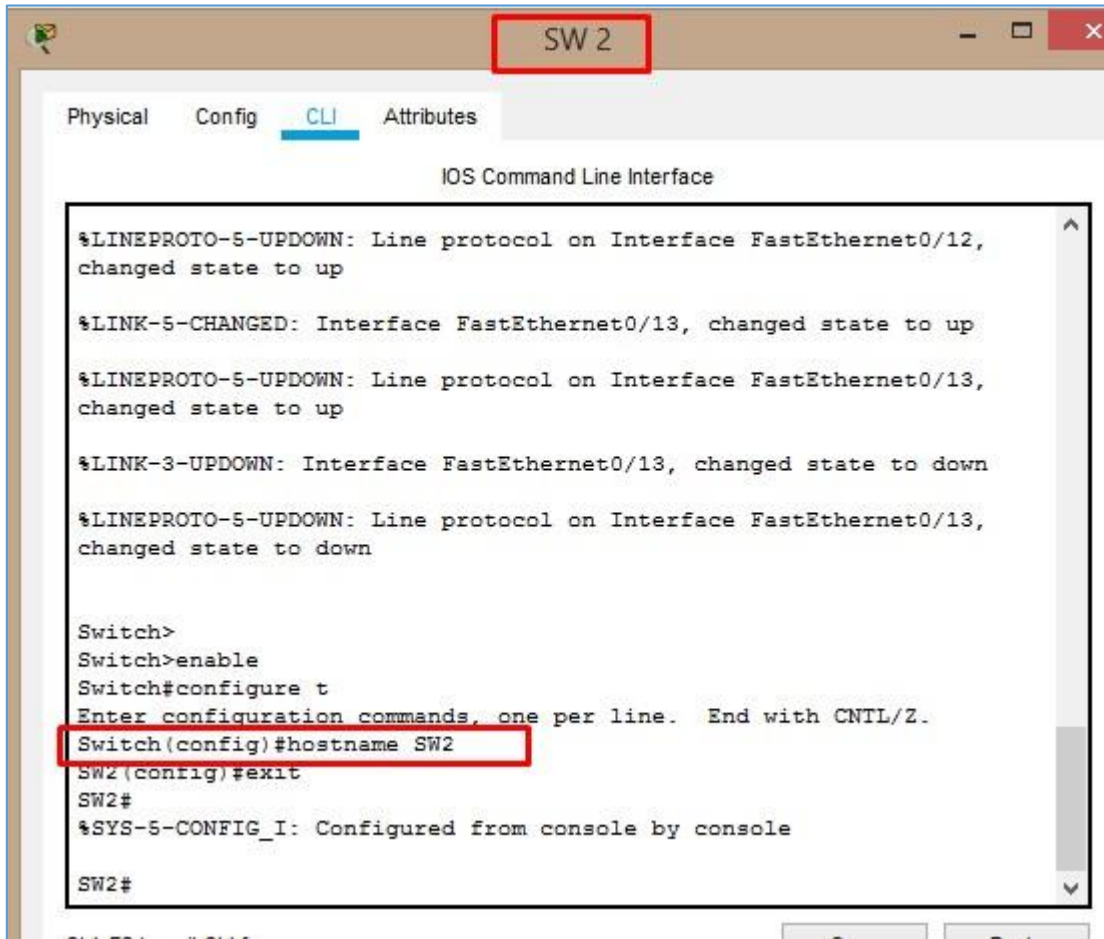 SW 2
Physical Config CLI Attributes
IOS Command Line Interface
%LINEPROTO-5-UPDOWN: Line protocol on Interface FastEthernet0/12,
changed state to up
%LINK-5-CHANGED: Interface FastEthernet0/13, changed state to up
%LINEPROTO-5-UPDOWN: Line protocol on Interface FastEthernet0/13,
changed state to up
%LINK-3-UPDOWN: Interface FastEthernet0/13, changed state to down
%LINEPROTO-5-UPDOWN: Line protocol on Interface FastEthernet0/13,
changed state to down
Switch>
Switch>enable
Switch#configure t
Enter configuration commands, one per line. End with CNTL/Z.
Switch(config)#hostname SW2
SW2(config)#exit
SW2#
%SYS-5-CONFIG_I: Configured from console by console
SW2#